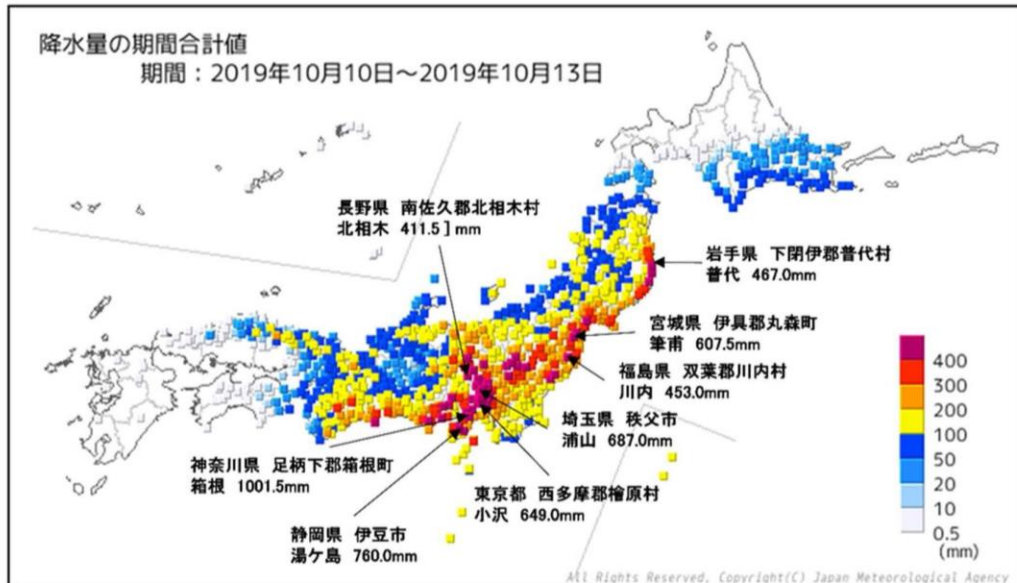 降水量の期間合計値
期間：2019年10月10日～2019年10月13日
長野県 南佐久郡北相木村
北相木 411.5］mm
岩手県 下閉伊郡普代村
普代 467.0mm
宮城県 伊具郡丸森町
筆甫 607.5mm
福島県 双葉郡川内村
川内 453.0mm
埼玉県 秩父市
浦山 687.0mm
神奈川県 足柄下郡箱根町
箱根 1001.5mm
東京都 西多摩郡檜原村
小沢 649.0mm
静岡県 伊豆市
湯ケ島 760.0mm
400
300
200
100
50
20
10
0.5
(mm)
All Rights Reserved. Copyright(C) Japan Meteorological Agency